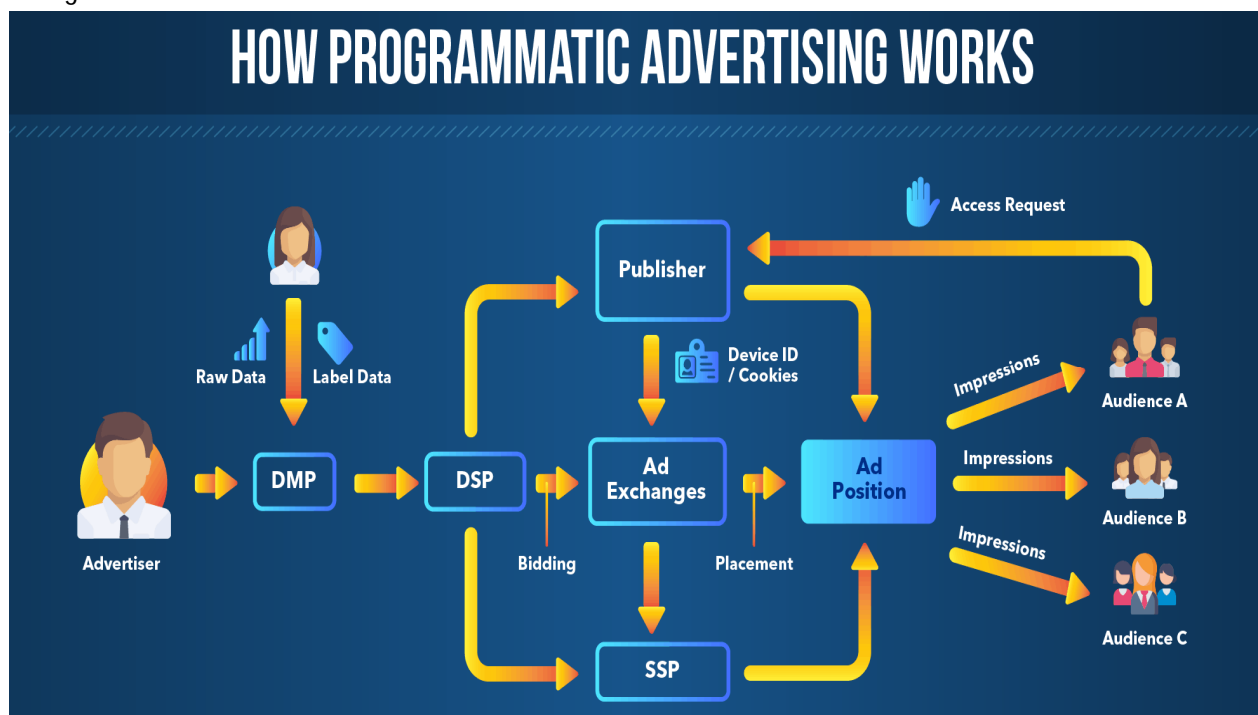 HOW PROGRAMMATIC ADVERTISING WORKS
Access Request
Publisher
Raw Data
Label Data
Device ID
/ Cookies
Impressions
Audience A
DMP
DSP
Ad
Exchanges
Ad
Position
Impressions
Audience B
Advertiser
Bidding
Placement
Impressions
Audience C
SSP